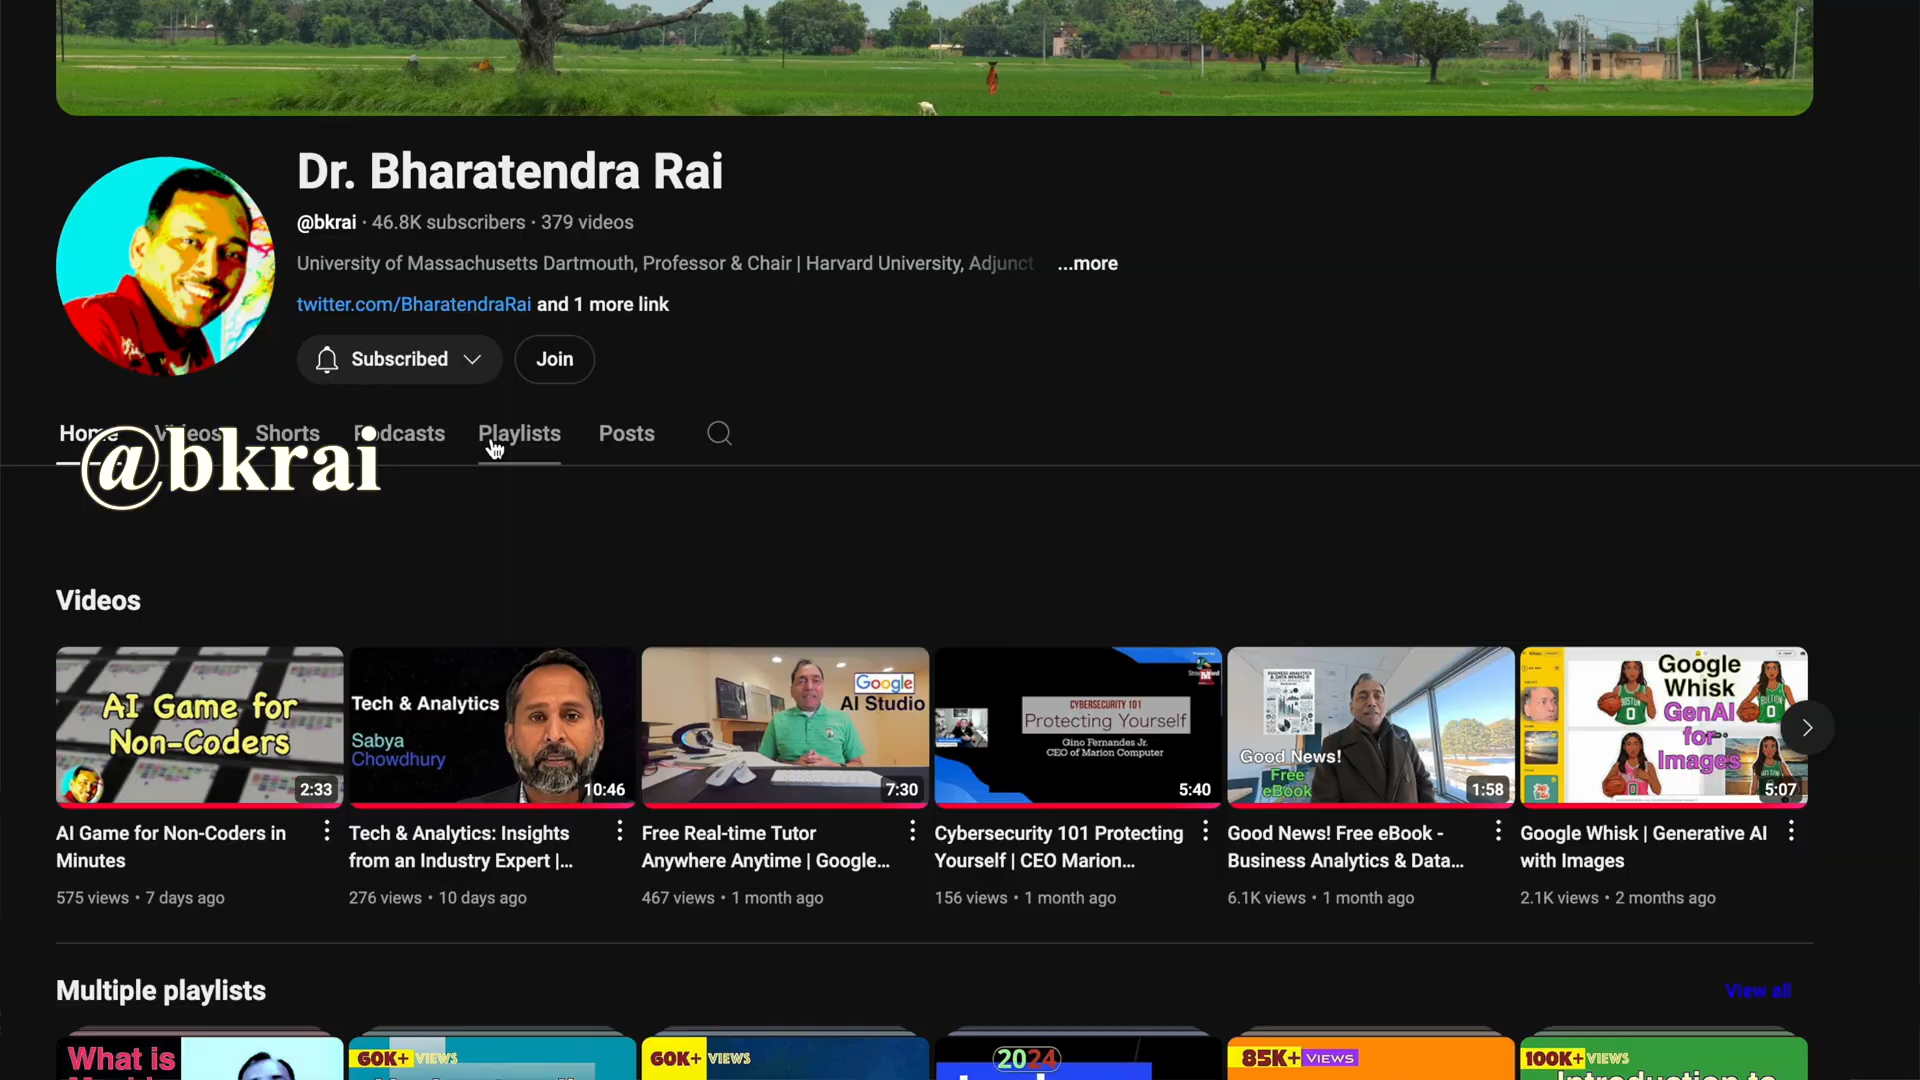 Dr. Bharatendra Rai
@bkrai · 46.8K subscribers · 379 videos
University of Massachusetts Dartmouth, Professor & Chair | Harvard University, Adjunct ...more
twitter.com/BharatendraRai and 1 more link
Subscribed
Join
Home Videos Shorts Podcasts Playlists Posts
@bkrai
Videos
AI Game for
Non-Coders
2:33
Tech & Analytics
Sabya
Chowdhury
10:46
Google
AI Studio
7:30
CYBERSECURITY 101
Protecting Yourself
Gino Fernandes Jr.
CEO of Marion Computer
5:40
Good News!
Free
eBook
1:58
Google
Whisk
GenAI
for
Images
5:07
AI Game for Non-Coders in
Minutes
575 views • 7 days ago
Tech & Analytics: Insights
from an Industry Expert |...
276 views • 10 days ago
Free Real-time Tutor
Anywhere Anytime | Google...
467 views • 1 month ago
Cybersecurity 101 Protecting
Yourself | CEO Marion...
156 views • 1 month ago
Good News! Free eBook -
Business Analytics & Data...
6.1K views • 1 month ago
Google Whisk | Generative AI
with Images
2.1K views • 2 months ago
Multiple playlists
View all
What is
60K+ VIEWS
60K+ VIEWS
2024
85K+ VIEWS
100K+ VIEWS
Introduction to